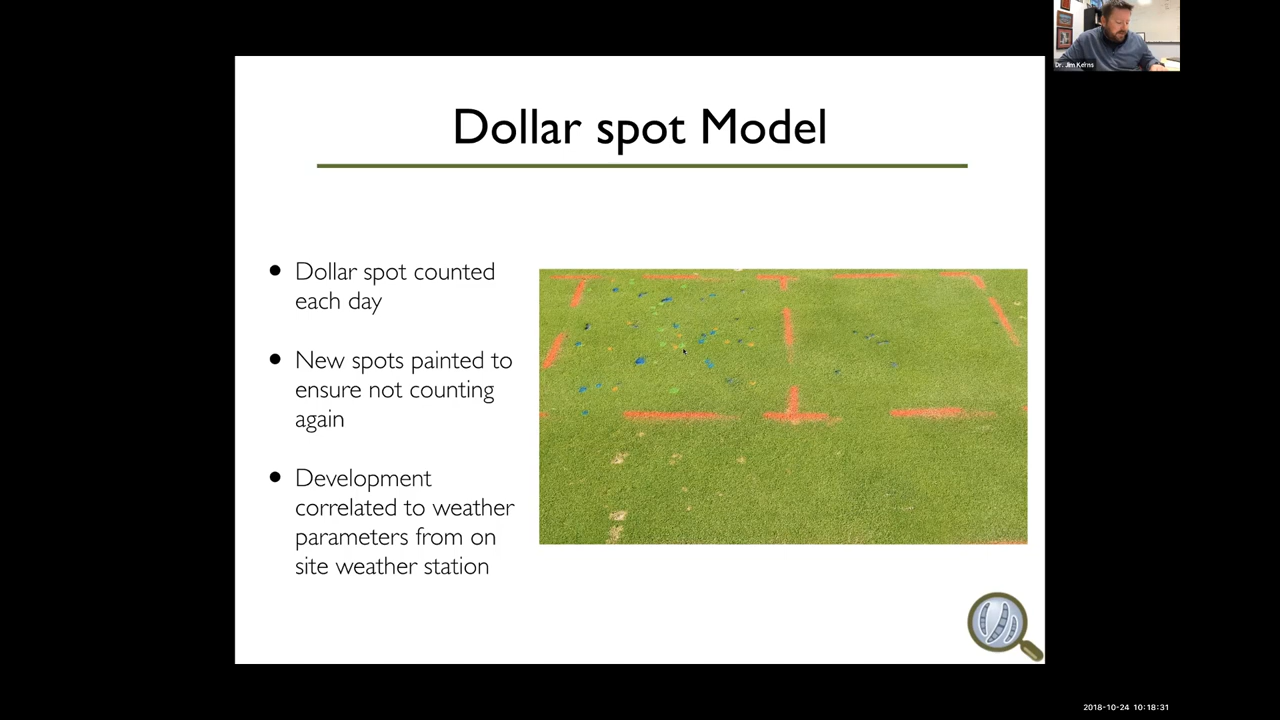 Dr. Jim Kerns
Dollar spot Model
• Dollar spot counted
each day
• New spots painted to
ensure not counting
again
• Development
correlated to weather
parameters from on
site weather station
2018-10-24 10:18:31